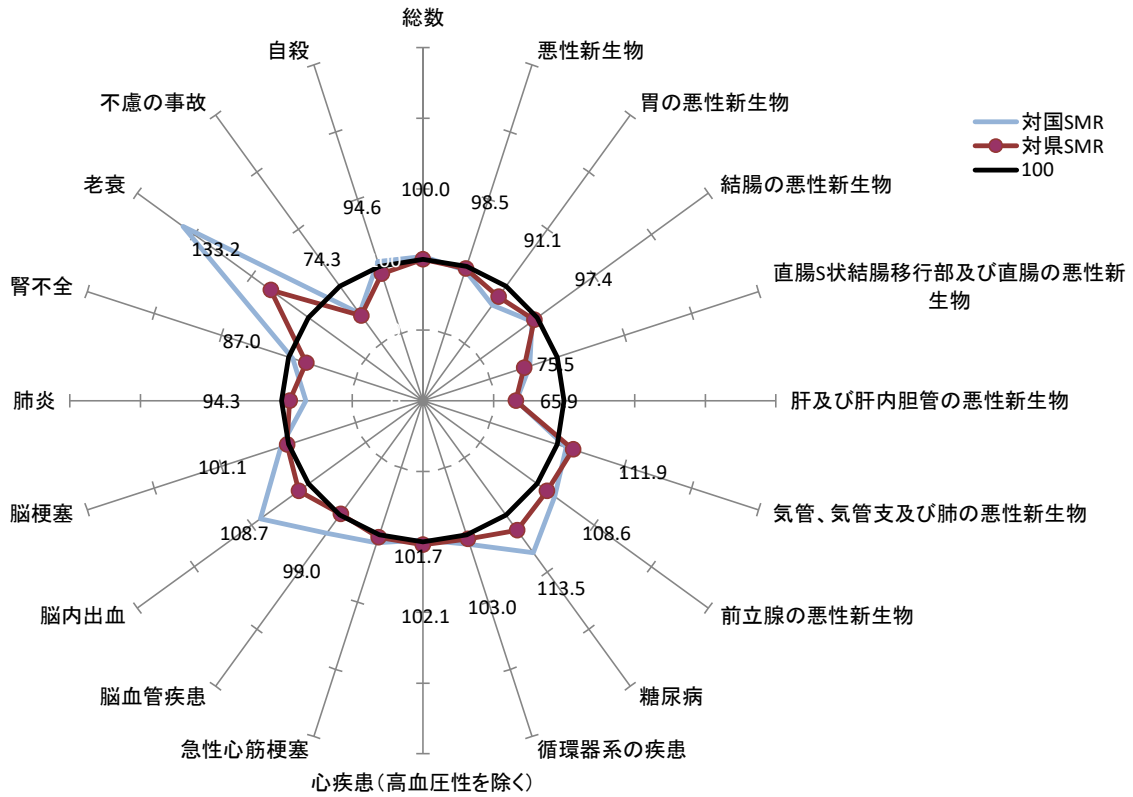 総数
自殺
悪性新生物
不慮の事故
胃の悪性新生物
対国SMR
対県SMR
100
老衰
結腸の悪性新生物
94.6
100.0
98.5
133.2
74.3
91.1
97.4
腎不全
直腸S状結腸移行部及び直腸の悪性新
生物
87.0
75.5
肺炎
94.3
65.9
肝及び肝内胆管の悪性新生物
脳梗塞
101.1
111.9
気管、気管支及び肺の悪性新生物
108.7
101.7
108.6
脳内出血
99.0
102.1
103.0
113.5
前立腺の悪性新生物
脳血管疾患
糖尿病
急性心筋梗塞
循環器系の疾患
心疾患(高血圧性を除く)